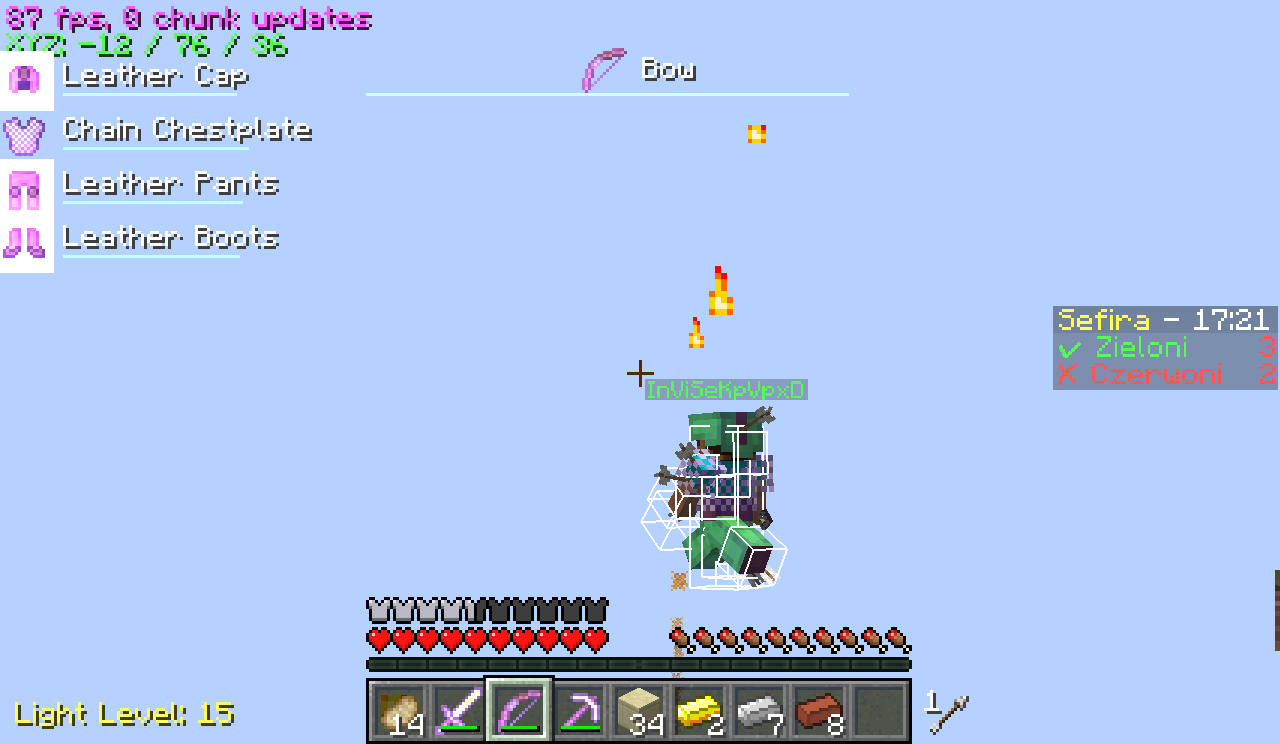 87 fps, 0 chunk updates
XYZ: -12 / 76 / 36
Leather Cap
Bow
Chain Chestplate
Leather Pants
Leather Boots
Sefira - 17:21
✓ Zieloni 3
✗ Czerwoni 2
InViSeKpVpxD
Light Level: 15
14
34
2
7
8
1